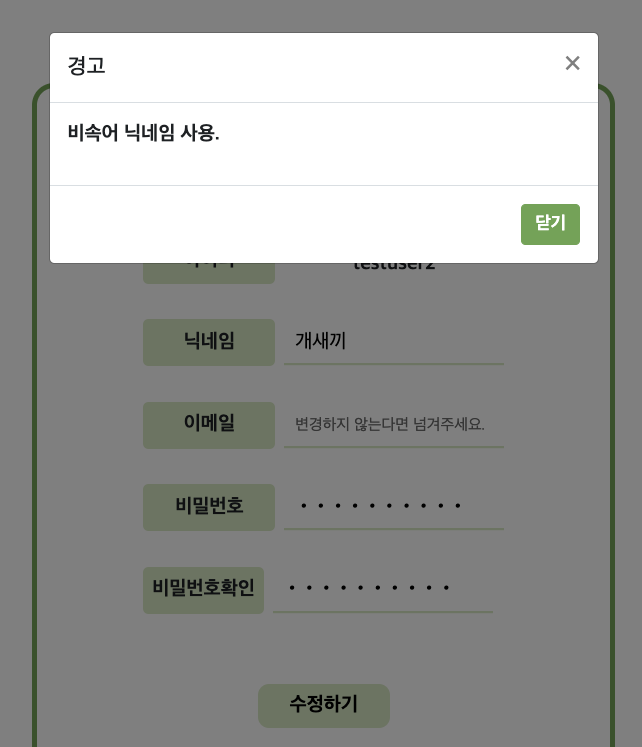 경고
×
비속어 닉네임 사용.
닫기
testuser2
닉네임
개새끼
이메일
변경하지 않는다면 넘겨주세요.
비밀번호
• • • • • • • • • •
비밀번호확인
• • • • • • • • • •
수정하기